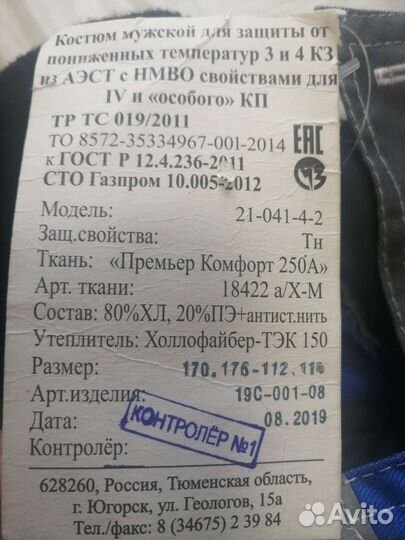 Костюм мужской для защиты от
пониженных температур 3 и 4 КЗ
из АЭСТ с НМВО свойствами для
IV и «особого» КП
ТР ТС 019/2011
ТО 8572-35334967-001-2014
к ГОСТ Р 12.4.236-2011
СТО Газпром 10.005-2012
ЕАС
Модель: 21-041-4-2
Защ.свойства: Тн
Ткань: «Премьер Комфорт 250А»
Арт. ткани: 18422 а/Х-М
Состав: 80%ХЛ, 20%ПЭ+антист.нить
Утеплитель: Холлофайбер-ТЭК 150
Размер: 170.176-112.116
Арт.изделия: 19С-001-08
Дата: 08.2019
Контролёр: КОНТРОЛЁР №1
628260, Россия, Тюменская область,
г. Югорск, ул. Геологов, 15а
Тел./факс: 8 (34675) 2 39 84
Avito